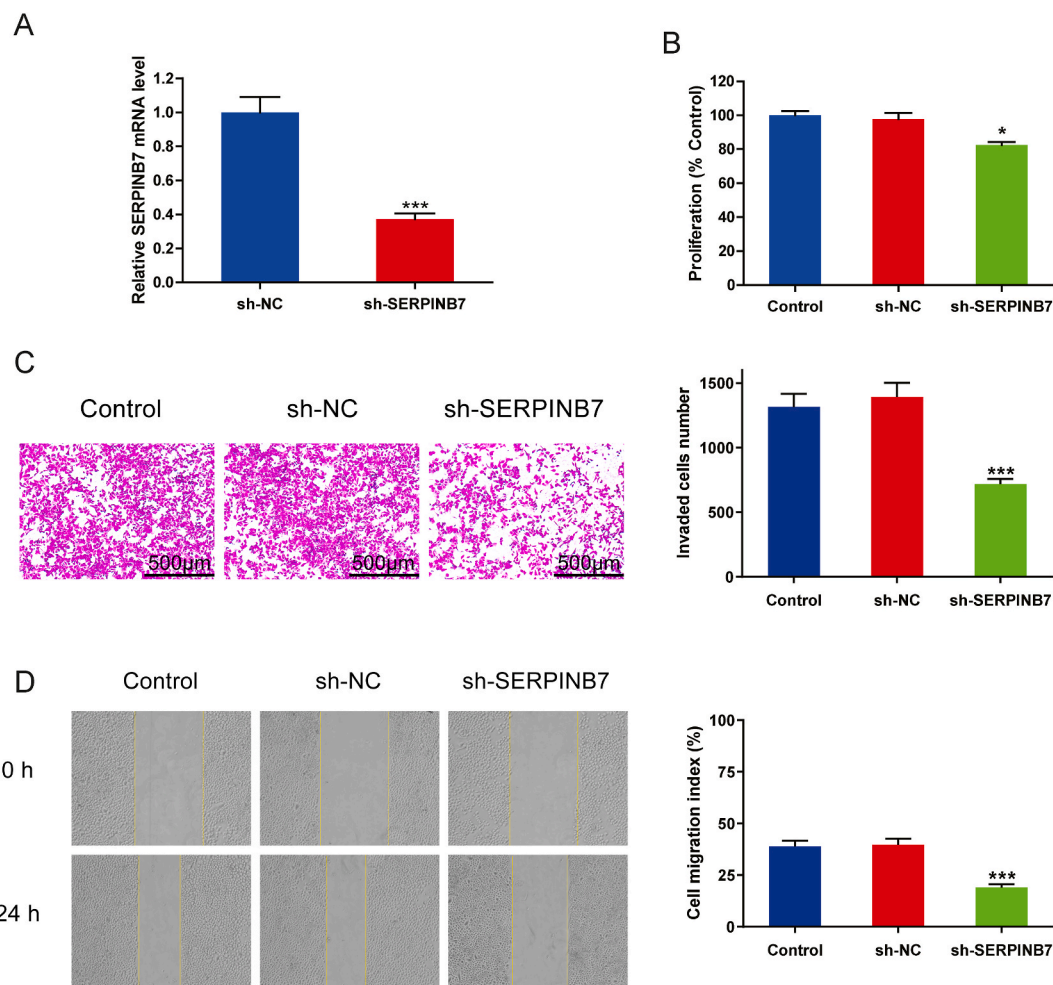 A
Relative SERPINB7 mRNA level
1.2
1.0
0.8
0.6
0.4
0.2
0.0
***
sh-NC
sh-SERPINB7
B
Proliferation (% Control)
120
100
80
60
40
20
0
*
Control
sh-NC
sh-SERPINB7
C
Control
sh-NC
sh-SERPINB7
500μm
500μm
500μm
Invaded cells number
1500
1000
500
0
***
Control
sh-NC
sh-SERPINB7
D
Control
sh-NC
sh-SERPINB7
0 h
24 h
Cell migration index (%)
100
75
50
25
0
***
Control
sh-NC
sh-SERPINB7